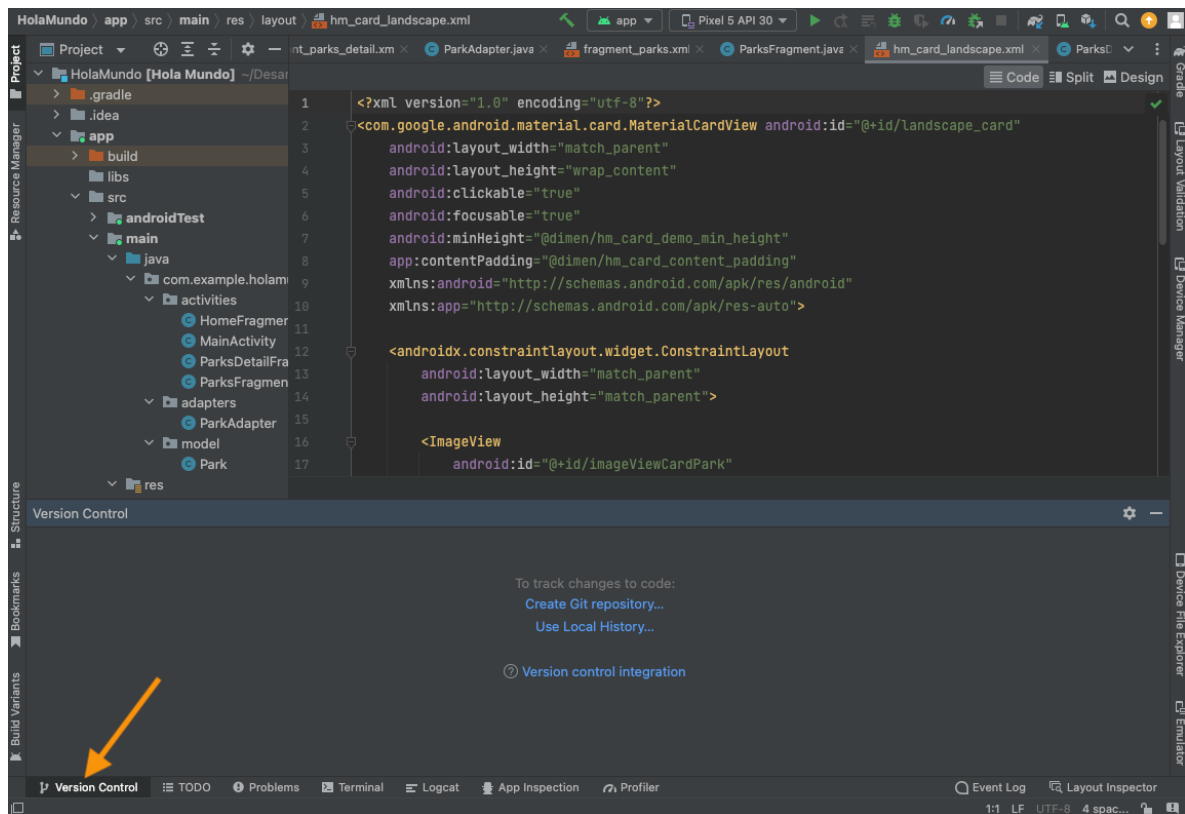 HolaMundo app src main res layout hm_card_landscape.xml app Pixel 5 API 30
Project nt_parks_detail.xm ParkAdapter.java fragment_parks.xml ParksFragment.java hm_card_landscape.xml ParksD
Code Split Design
HolaMundo [Hola Mundo] ~/Desar
.gradle
.idea
app
build
libs
src
androidTest
main
java
com.example.holam
activities
HomeFragmer
MainActivity
ParksDetailFra
ParksFragmen
adapters
ParkAdapter
model
Park
res
1 <?xml version="1.0" encoding="utf-8"?>
2 <com.google.android.material.card.MaterialCardView android:id="@+id/landscape_card"
3 android:layout_width="match_parent"
4 android:layout_height="wrap_content"
5 android:clickable="true"
6 android:focusable="true"
7 android:minHeight="@dimen/hm_card_demo_min_height"
8 app:contentPadding="@dimen/hm_card_content_padding"
9 xmlns:android="http://schemas.android.com/apk/res/android"
10 xmlns:app="http://schemas.android.com/apk/res-auto">
11
12 <androidx.constraintlayout.widget.ConstraintLayout
13 android:layout_width="match_parent"
14 android:layout_height="match_parent">
15
16 <ImageView
17 android:id="@+id/imageViewCardPark"
Project
Resource Manager
Structure
Bookmarks
Build Variants
Gradle
Layout Validation
Device Manager
Device File Explorer
Emulator
Version Control
To track changes to code:
Create Git repository...
Use Local History...
Version control integration
Version Control TODO Problems Terminal Logcat App Inspection Profiler Event Log Layout Inspector
1:1 LF UTF-8 4 spac...